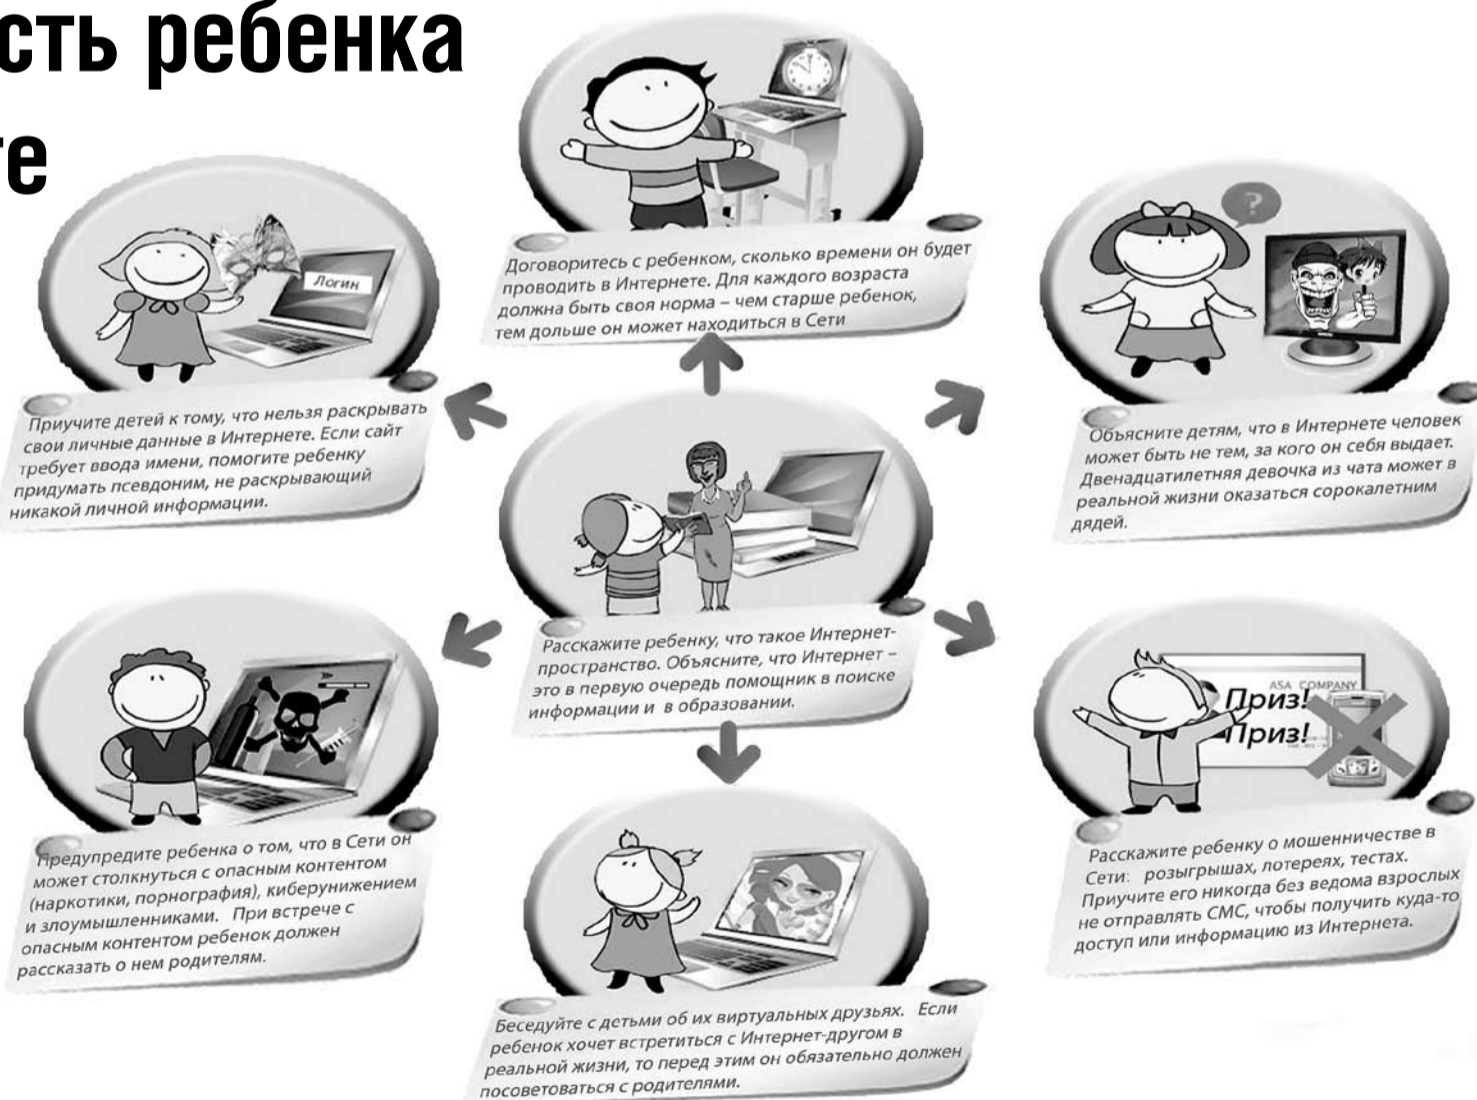 сть ребенка
те
Логин
Договоритесь с ребенком, сколько времени он будет
проводить в Интернете. Для каждого возраста
должна быть своя норма – чем старше ребенок,
тем дольше он может находиться в Сети
?
Приучите детей к тому, что нельзя раскрывать
свои личные данные в Интернете. Если сайт
требует ввода имени, помогите ребенку
придумать псевдоним, не раскрывающий
никакой личной информации.
Объясните детям, что в Интернете человек
может быть не тем, за кого он себя выдает.
Двенадцатилетняя девочка из чата может в
реальной жизни оказаться сорокалетним
дядей.
Расскажите ребенку, что такое Интернет-
пространство. Объясните, что Интернет –
это в первую очередь помощник в поиске
информации и в образовании.
ASA COMPANY
Приз!
Приз!
Предупредите ребенка о том, что в Сети он
может столкнуться с опасным контентом
(наркотики, порнография), киберунижением
и злоумышленниками. При встрече с
опасным контентом ребенок должен
рассказать о нем родителям.
Расскажите ребенку о мошенничестве в
Сети: розыгрышах, лотереях, тестах.
Приучите его никогда без ведома взрослых
не отправлять СМС, чтобы получить куда-то
доступ или информацию из Интернета.
Беседуйте с детьми об их виртуальных друзьях. Если
ребенок хочет встретиться с Интернет-другом в
реальной жизни, то перед этим он обязательно должен
посоветоваться с родителями.